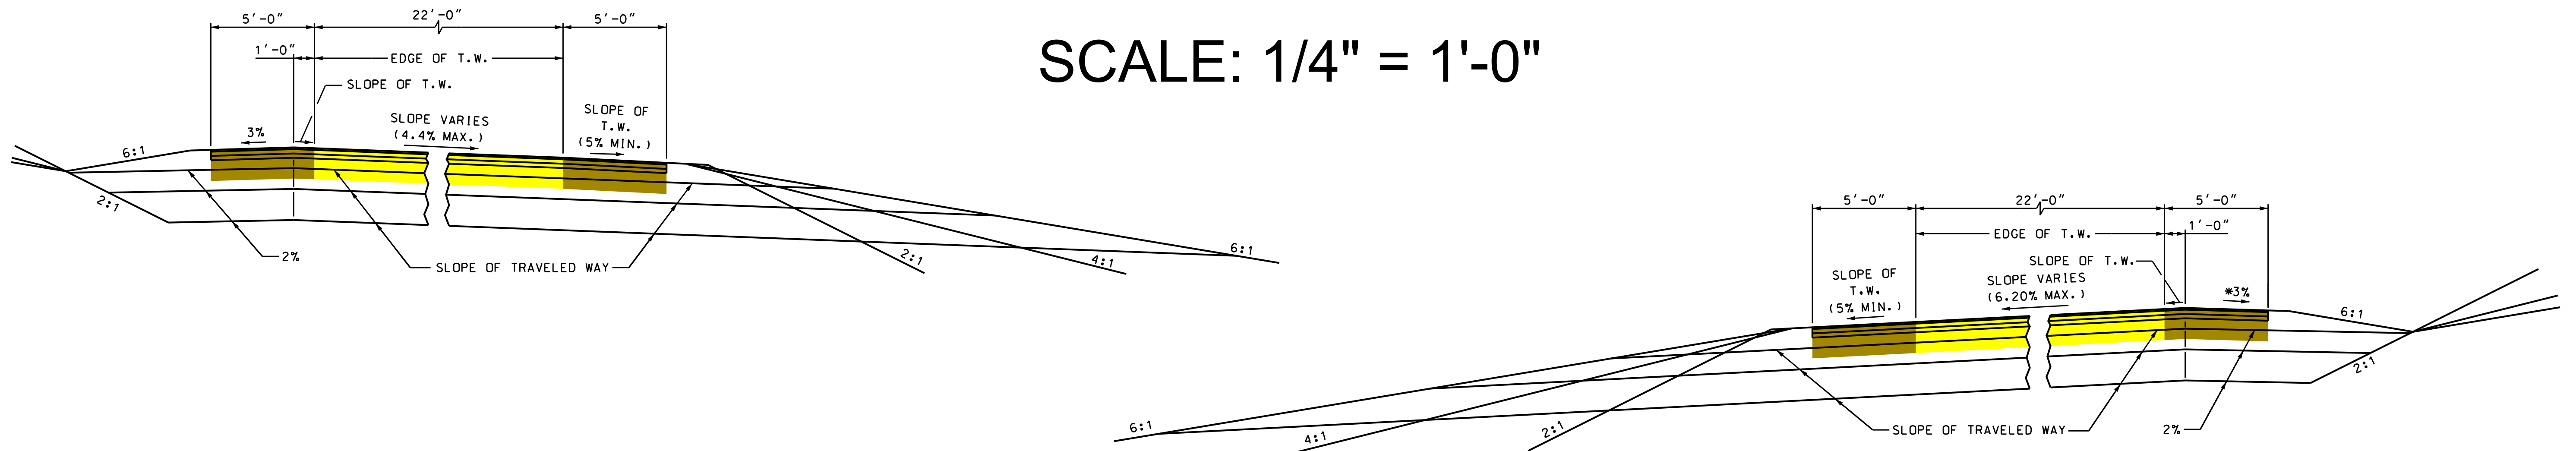 5'-0"
22'-0"
5'-0"
SCALE: 1/4" = 1'-0"
1'-0"
EDGE OF T.W.
SLOPE OF T.W.
SLOPE OF
T.W.
(5% MIN.)
SLOPE VARIES
(4.4% MAX.)
3%
6:1
2:1
2%
SLOPE OF TRAVELED WAY
2:1
4:1
6:1
5'-0"
22'-0"
5'-0"
1'-0"
EDGE OF T.W.
SLOPE OF T.W.
SLOPE OF
T.W.
(5% MIN.)
SLOPE VARIES
(6.20% MAX.)
*3%
6:1
2:1
6:1
4:1
2:1
SLOPE OF TRAVELED WAY
2%